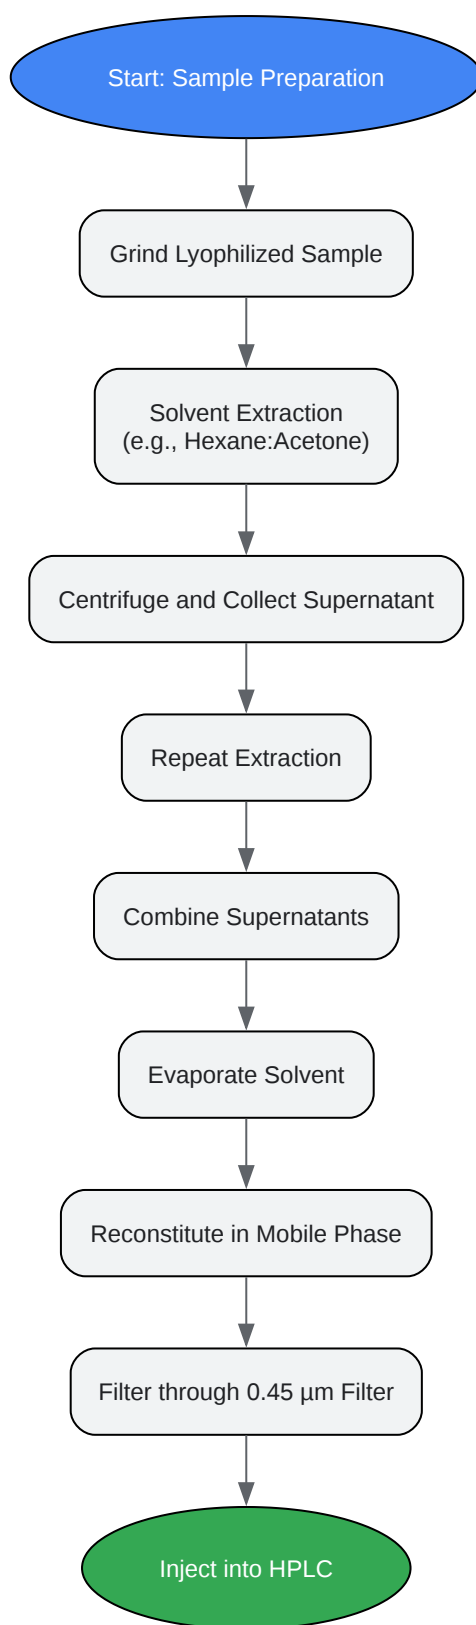 Start: Sample Preparation
Grind Lyophilized Sample
Solvent Extraction
(e.g., Hexane:Acetone)
Centrifuge and Collect Supernatant
Repeat Extraction
Combine Supernatants
Evaporate Solvent
Reconstitute in Mobile Phase
Filter through 0.45 µm Filter
Inject into HPLC